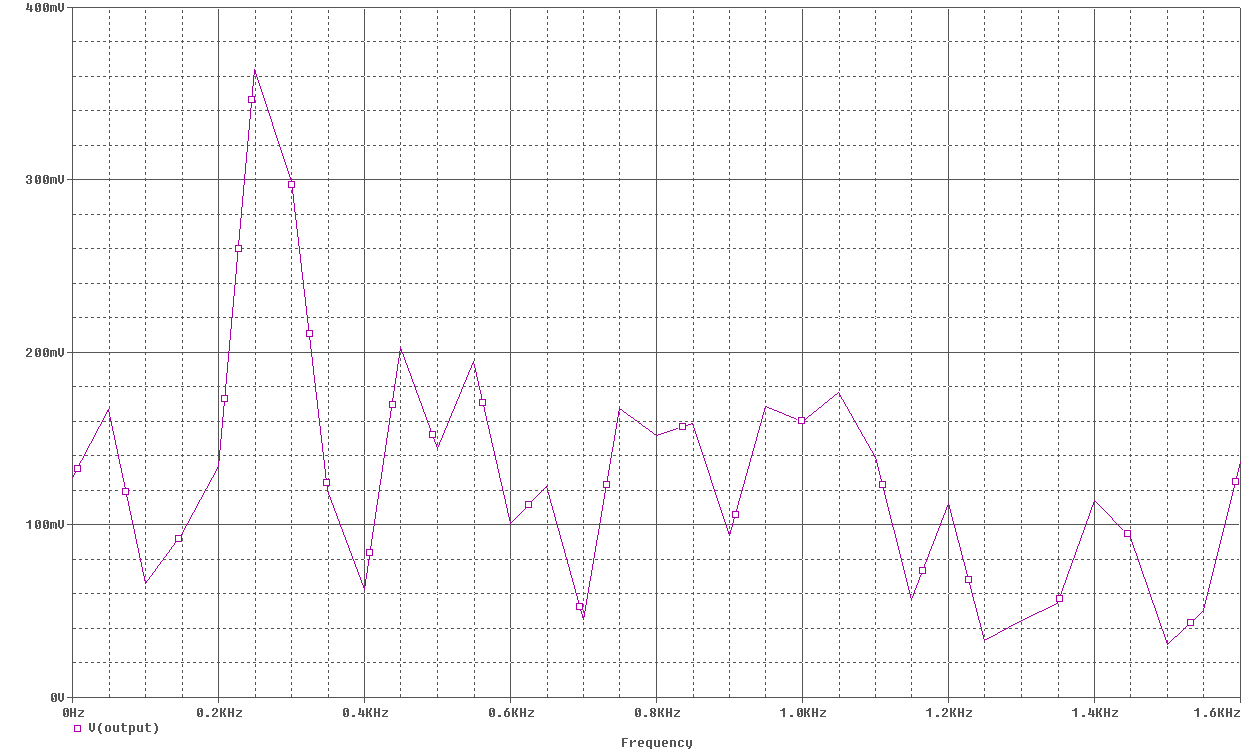 400mV
300mV
200mV
100mV
0V
0Hz 0.2KHz 0.4KHz 0.6KHz 0.8KHz 1.0KHz 1.2KHz 1.4KHz 1.6KHz
V(output)
Frequency